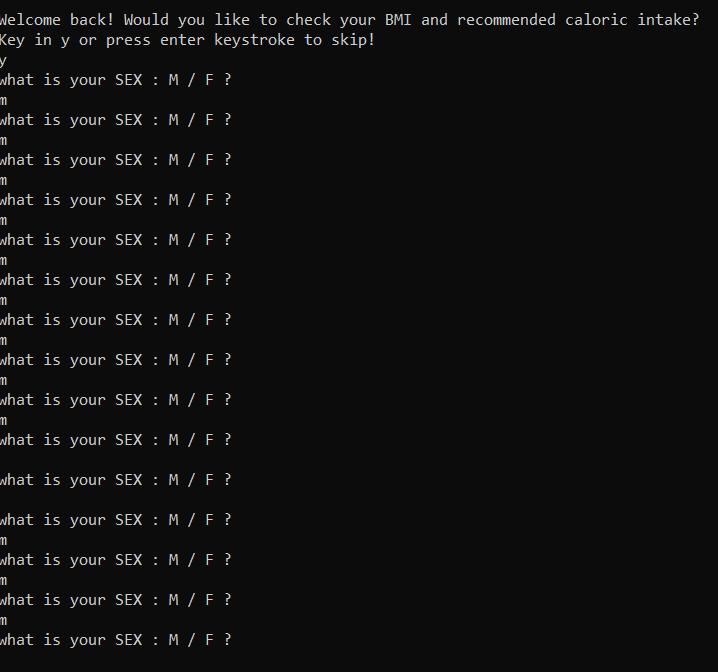 Welcome back! Would you like to check your BMI and recommended caloric intake?
Key in y or press enter keystroke to skip!
y
what is your SEX : M / F ?
m
what is your SEX : M / F ?
m
what is your SEX : M / F ?
m
what is your SEX : M / F ?
m
what is your SEX : M / F ?
m
what is your SEX : M / F ?
m
what is your SEX : M / F ?
m
what is your SEX : M / F ?
m
what is your SEX : M / F ?
m
what is your SEX : M / F ?
what is your SEX : M / F ?
what is your SEX : M / F ?
m
what is your SEX : M / F ?
m
what is your SEX : M / F ?
m
what is your SEX : M / F ?